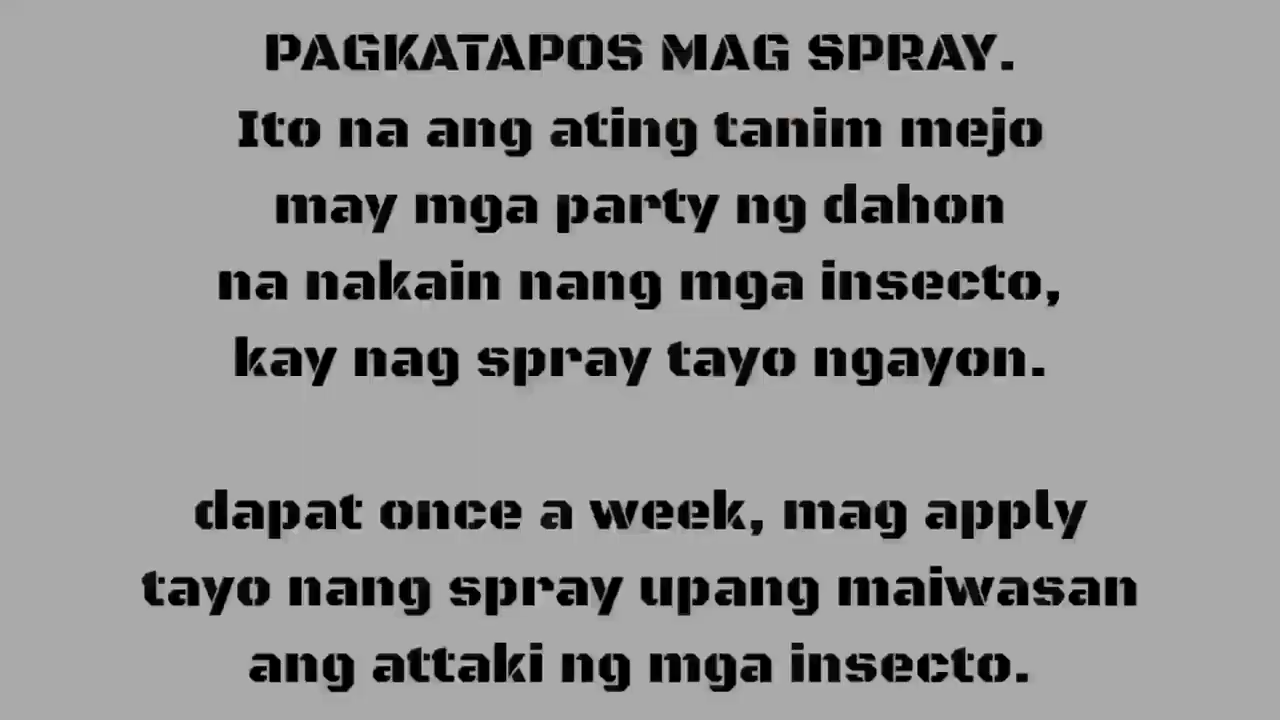 PAGKATAPOS MAG SPRAY.
Ito na ang ating tanim mejo
may mga party ng dahon
na nakain nang mga insecto,
kay nag spray tayo ngayon.
dapat once a week, mag apply
tayo nang spray upang maiwasan
ang attaki ng mga insecto.